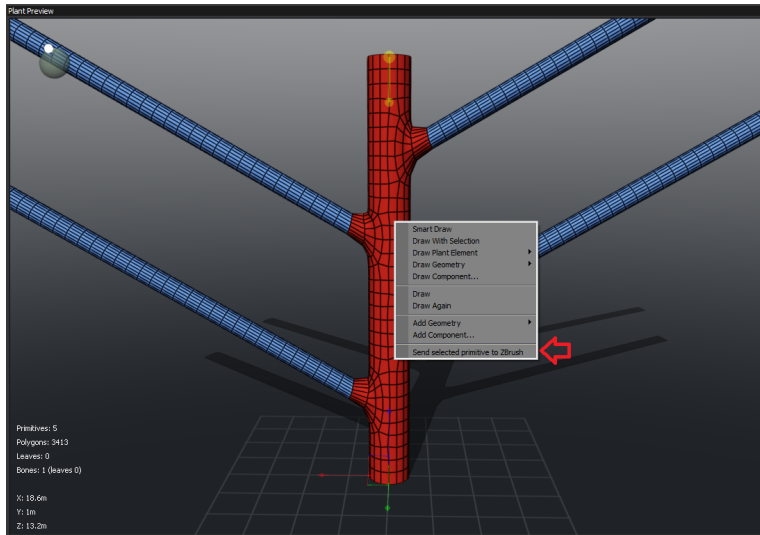 Plant Preview
Smart Draw
Draw With Selection
Draw Plant Element
Draw Geometry
Draw Component...
Draw
Draw Again
Add Geometry
Add Component...
Send selected primitive to ZBrush
Primitives: 5
Polygons: 3413
Leaves: 0
Bones: 1 (leaves 0)
X: 18.6m
Y: 1m
Z: 13.2m